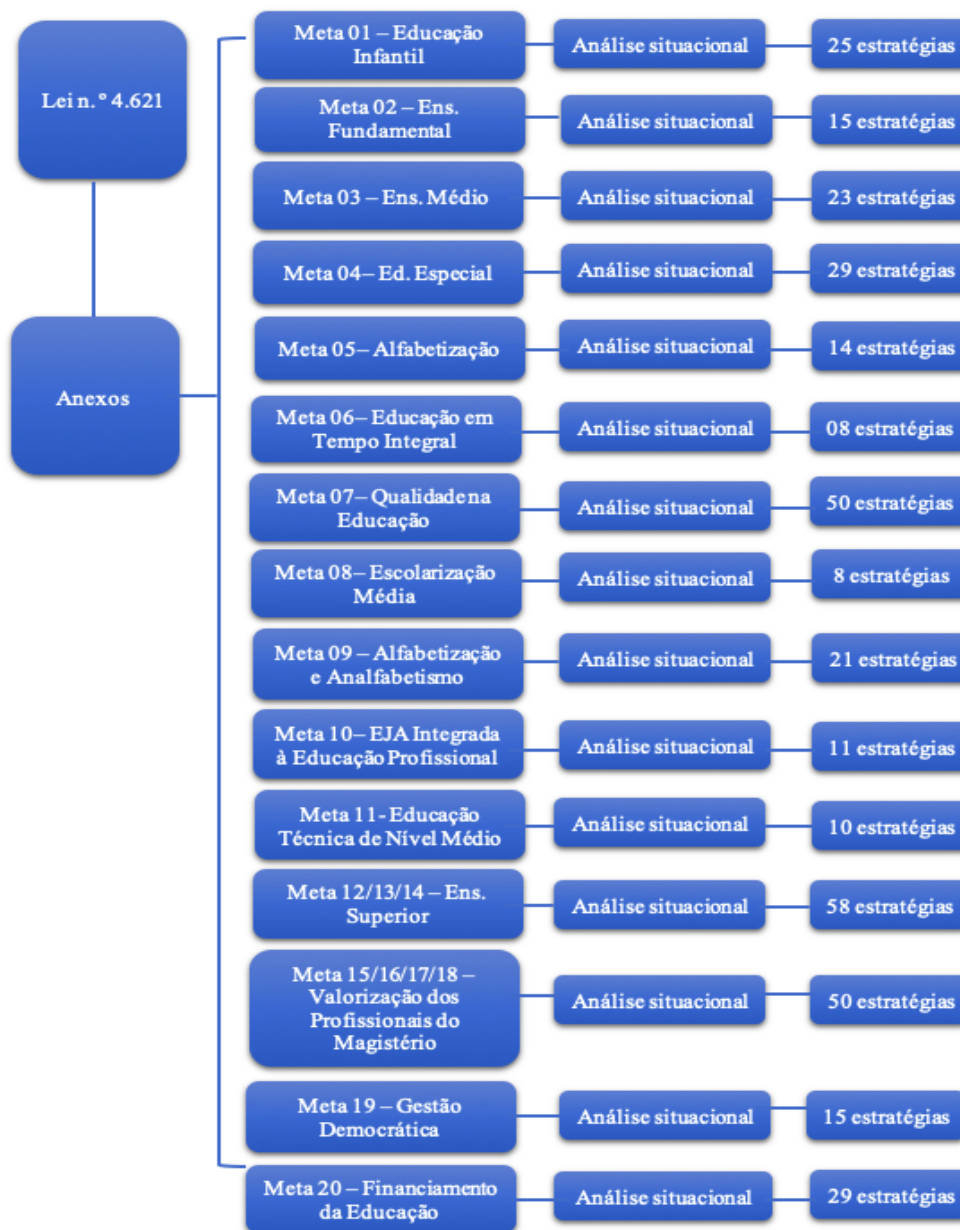 Lei n.º 4.621
Anexos
Meta 01 – Educação
Infantil
Análise situacional
25 estratégias
Meta 02 – Ens.
Fundamental
Análise situacional
15 estratégias
Meta 03 – Ens. Médio
Análise situacional
23 estratégias
Meta 04– Ed. Especial
Análise situacional
29 estratégias
Meta 05– Alfabetização
Análise situacional
14 estratégias
Meta 06– Educação em
Tempo Integral
Análise situacional
08 estratégias
Meta 07– Qualidade na
Educação
Análise situacional
50 estratégias
Meta 08– Escolarização
Média
Análise situacional
8 estratégias
Meta 09 – Alfabetização
e Analfabetismo
Análise situacional
21 estratégias
Meta 10– EJA Integrada
à Educação Profissional
Análise situacional
11 estratégias
Meta 11- Educação
Técnica de Nível Médio
Análise situacional
10 estratégias
Meta 12/13/14 – Ens.
Superior
Análise situacional
58 estratégias
Meta 15/16/17/18 –
Valorização dos
Profissionais do
Magistério
Análise situacional
50 estratégias
Meta 19 – Gestão
Democrática
Análise situacional
15 estratégias
Meta 20 – Financiamento
da Educação
Análise situacional
29 estratégias